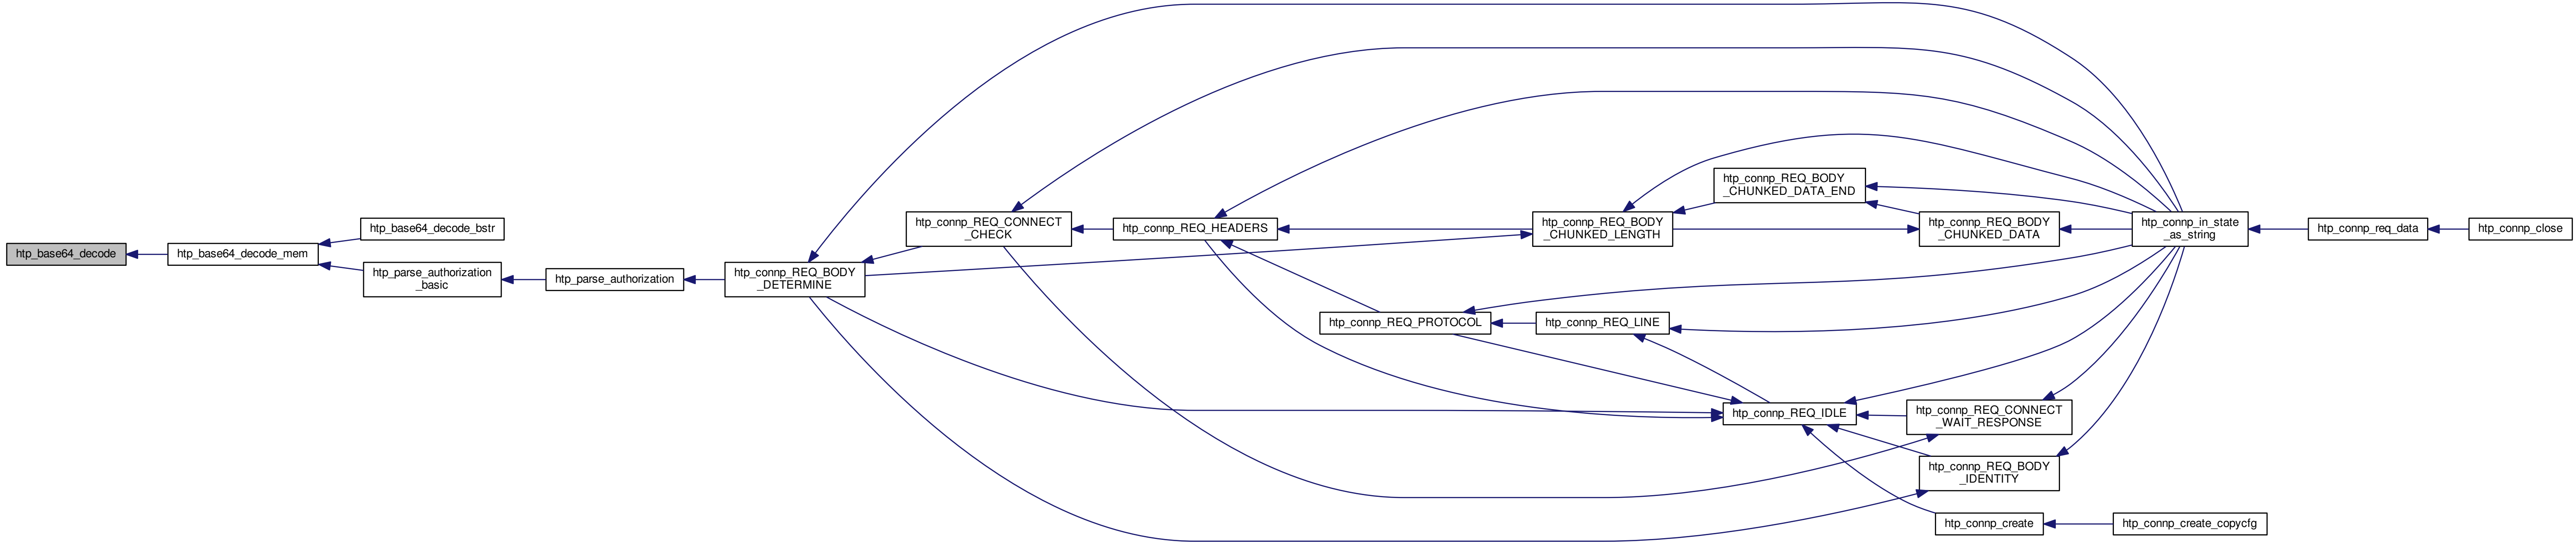 htp_base64_decode
htp_base64_decode_mem
htp_base64_decode_bstr
htp_parse_authorization
_basic
htp_parse_authorization
htp_connp_REQ_BODY
_DETERMINE
htp_connp_REQ_CONNECT
_CHECK
htp_connp_REQ_HEADERS
htp_connp_REQ_PROTOCOL
htp_connp_REQ_BODY
_CHUNKED_LENGTH
htp_connp_REQ_LINE
htp_connp_REQ_BODY
_CHUNKED_DATA_END
htp_connp_REQ_IDLE
htp_connp_REQ_BODY
_CHUNKED_DATA
htp_connp_REQ_CONNECT
_WAIT_RESPONSE
htp_connp_REQ_BODY
_IDENTITY
htp_connp_create
htp_connp_in_state
_as_string
htp_connp_create_copycfg
htp_connp_req_data
htp_connp_close